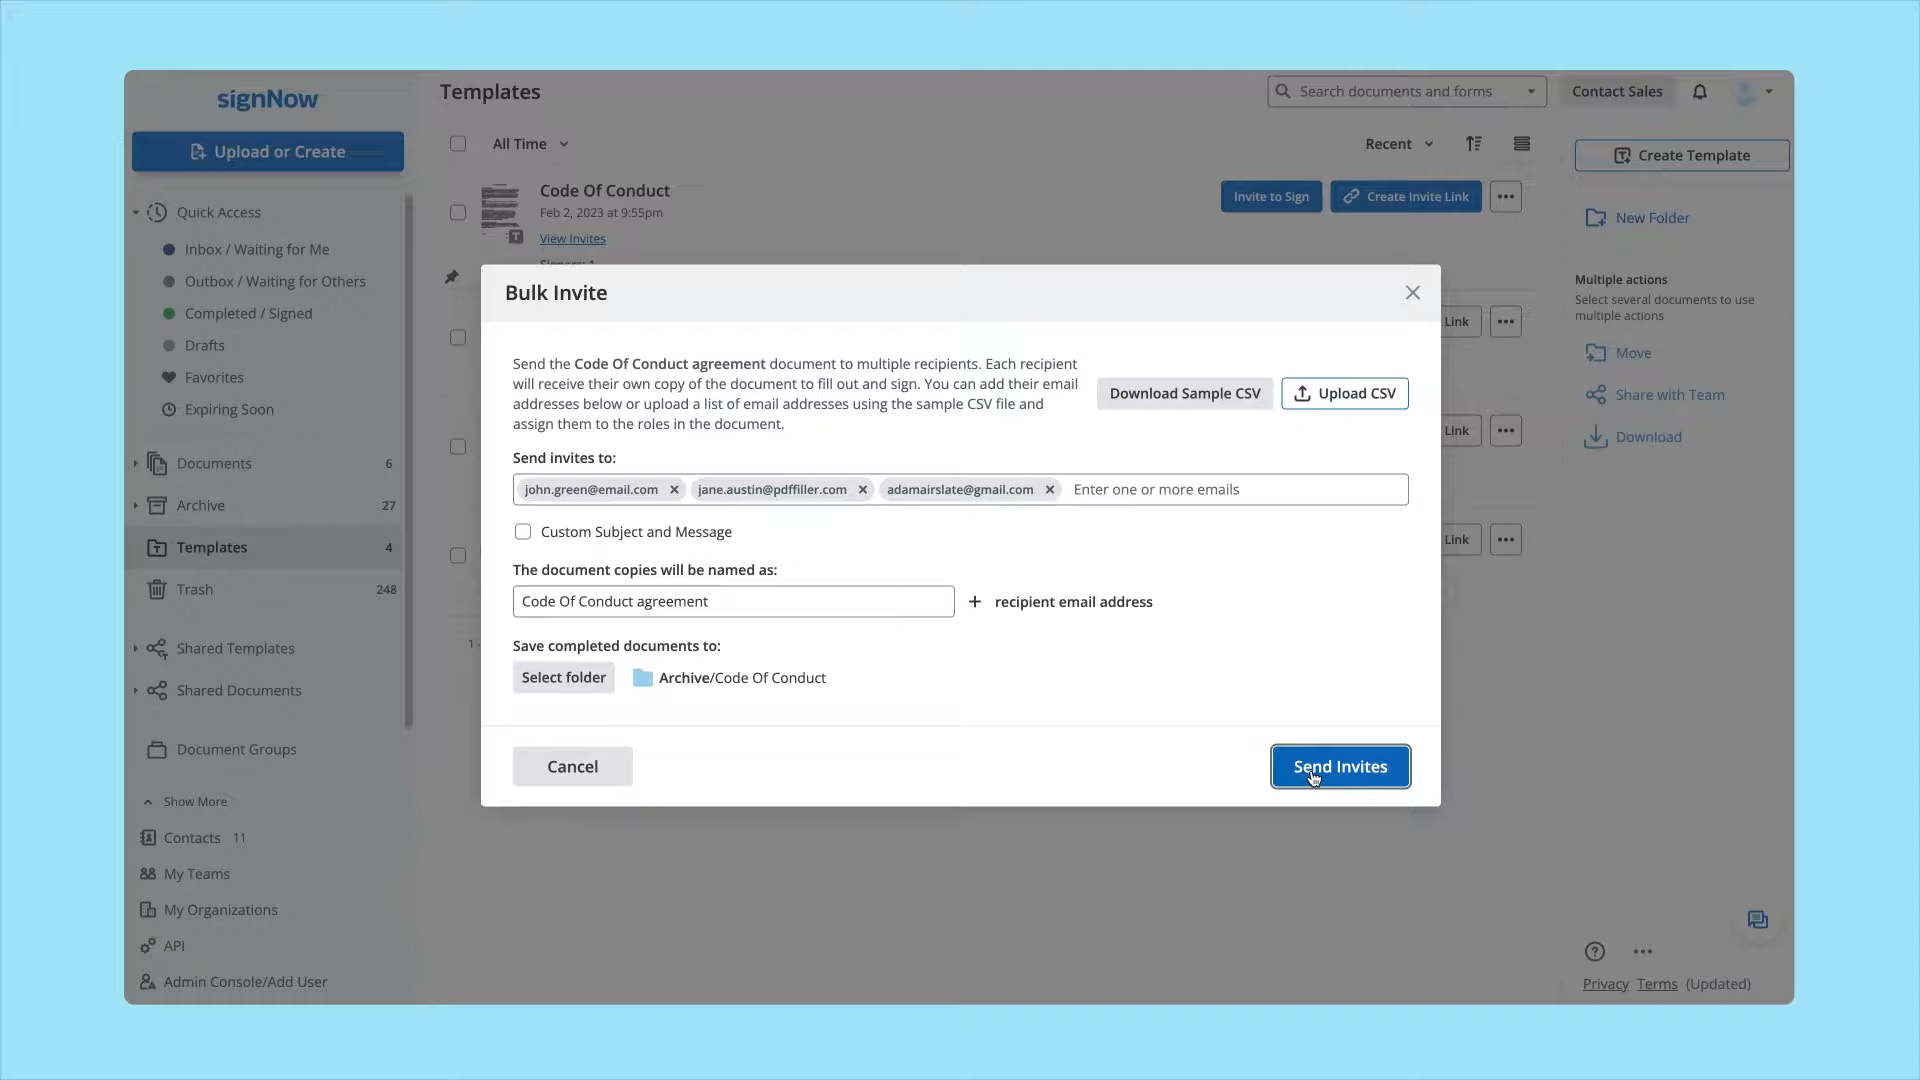 signNow
Upload or Create
Quick Access
Inbox / Waiting for Me
Outbox / Waiting for Others
Completed / Signed
Drafts
Favorites
Expiring Soon
Documents 6
Archive 27
Templates 4
Trash 248
Shared Templates
Shared Documents
Document Groups
Show More
Contacts 11
My Teams
My Organizations
API
Admin Console/Add User
Templates
Search documents and forms
Contact Sales
All Time
Recent
Code Of Conduct
Feb 2, 2023 at 9:55pm
View Invites
Signers: 1
Invite to Sign
Create Invite Link
Link
Link
Link
1 -
Create Template
New Folder
Multiple actions
Select several documents to use
multiple actions
Move
Share with Team
Download
Privacy Terms (Updated)
Bulk Invite
Send the Code Of Conduct agreement document to multiple recipients. Each recipient
will receive their own copy of the document to fill out and sign. You can add their email
addresses below or upload a list of email addresses using the sample CSV file and
assign them to the roles in the document.
Download Sample CSV
Upload CSV
Send invites to:
john.green@email.com jane.austin@pdffiller.com adamairslate@gmail.com Enter one or more emails
Custom Subject and Message
The document copies will be named as:
Code Of Conduct agreement + recipient email address
Save completed documents to:
Select folder Archive/Code Of Conduct
Cancel
Send Invites